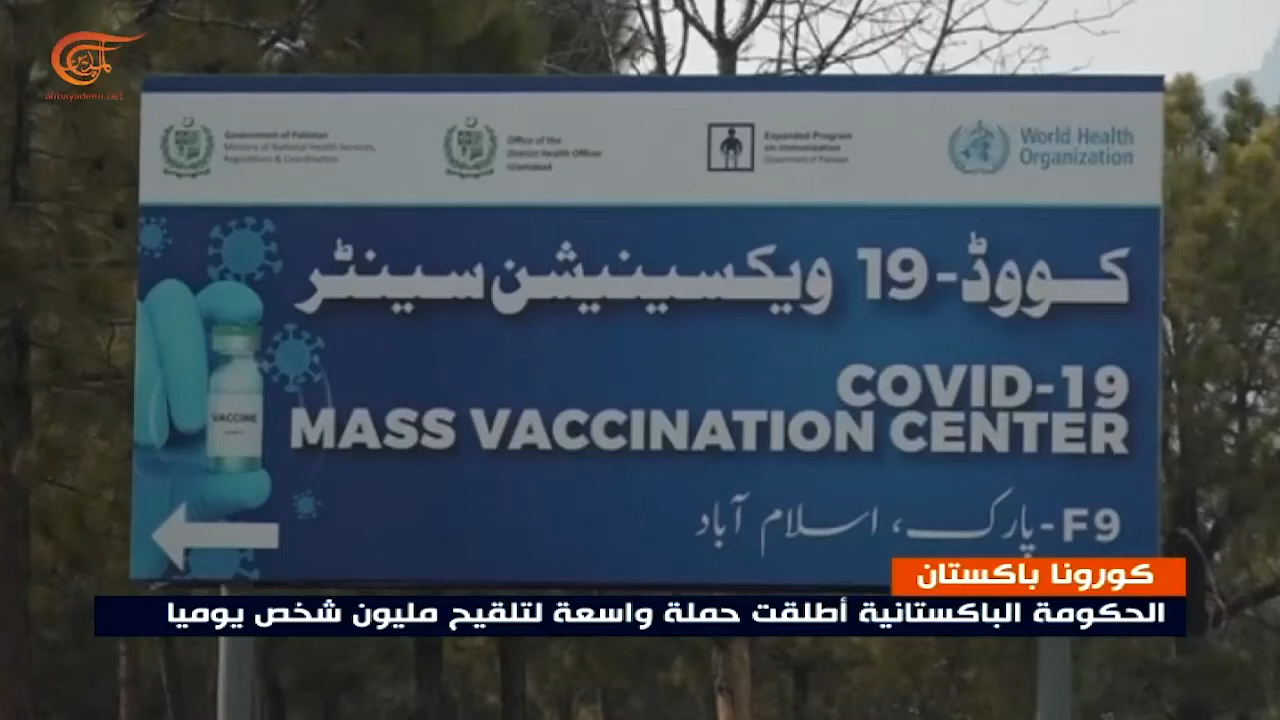 الميادين
almayadeen.net
Government of Pakistan
Ministry of National Health Services,
Regulations & Coordination
Office of the
District Health Officer
Islamabad
Expanded Program
on Immunization
Government of Pakistan
World Health
Organization
کووڈ-19 ویکسینیشن سینٹر
COVID-19
MASS VACCINATION CENTER
VACCINE
F9-پارک، اسلام آباد
كورونا باكستان
الحكومة الباكستانية أطلقت حملة واسعة لتلقيح مليون شخص يوميا